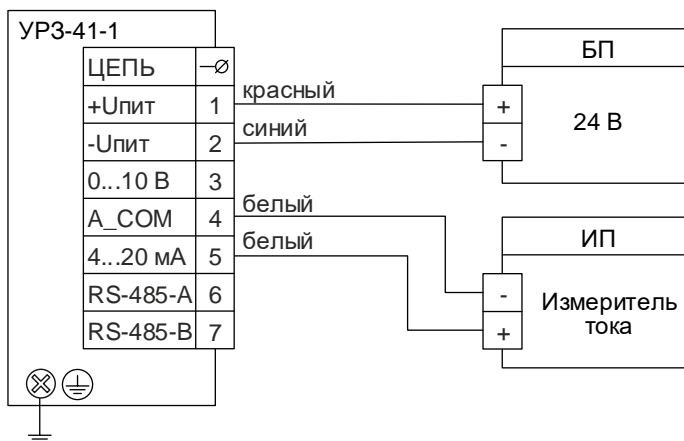 УРЗ-41-1
ЦЕПЬ
+Uпит 1
-Uпит 2
0...10 В 3
A_COM 4
4...20 мА 5
RS-485-A 6
RS-485-B 7
красный
синий
белый
белый
БП
+
-
24 В
ИП
-
+
Измеритель
тока